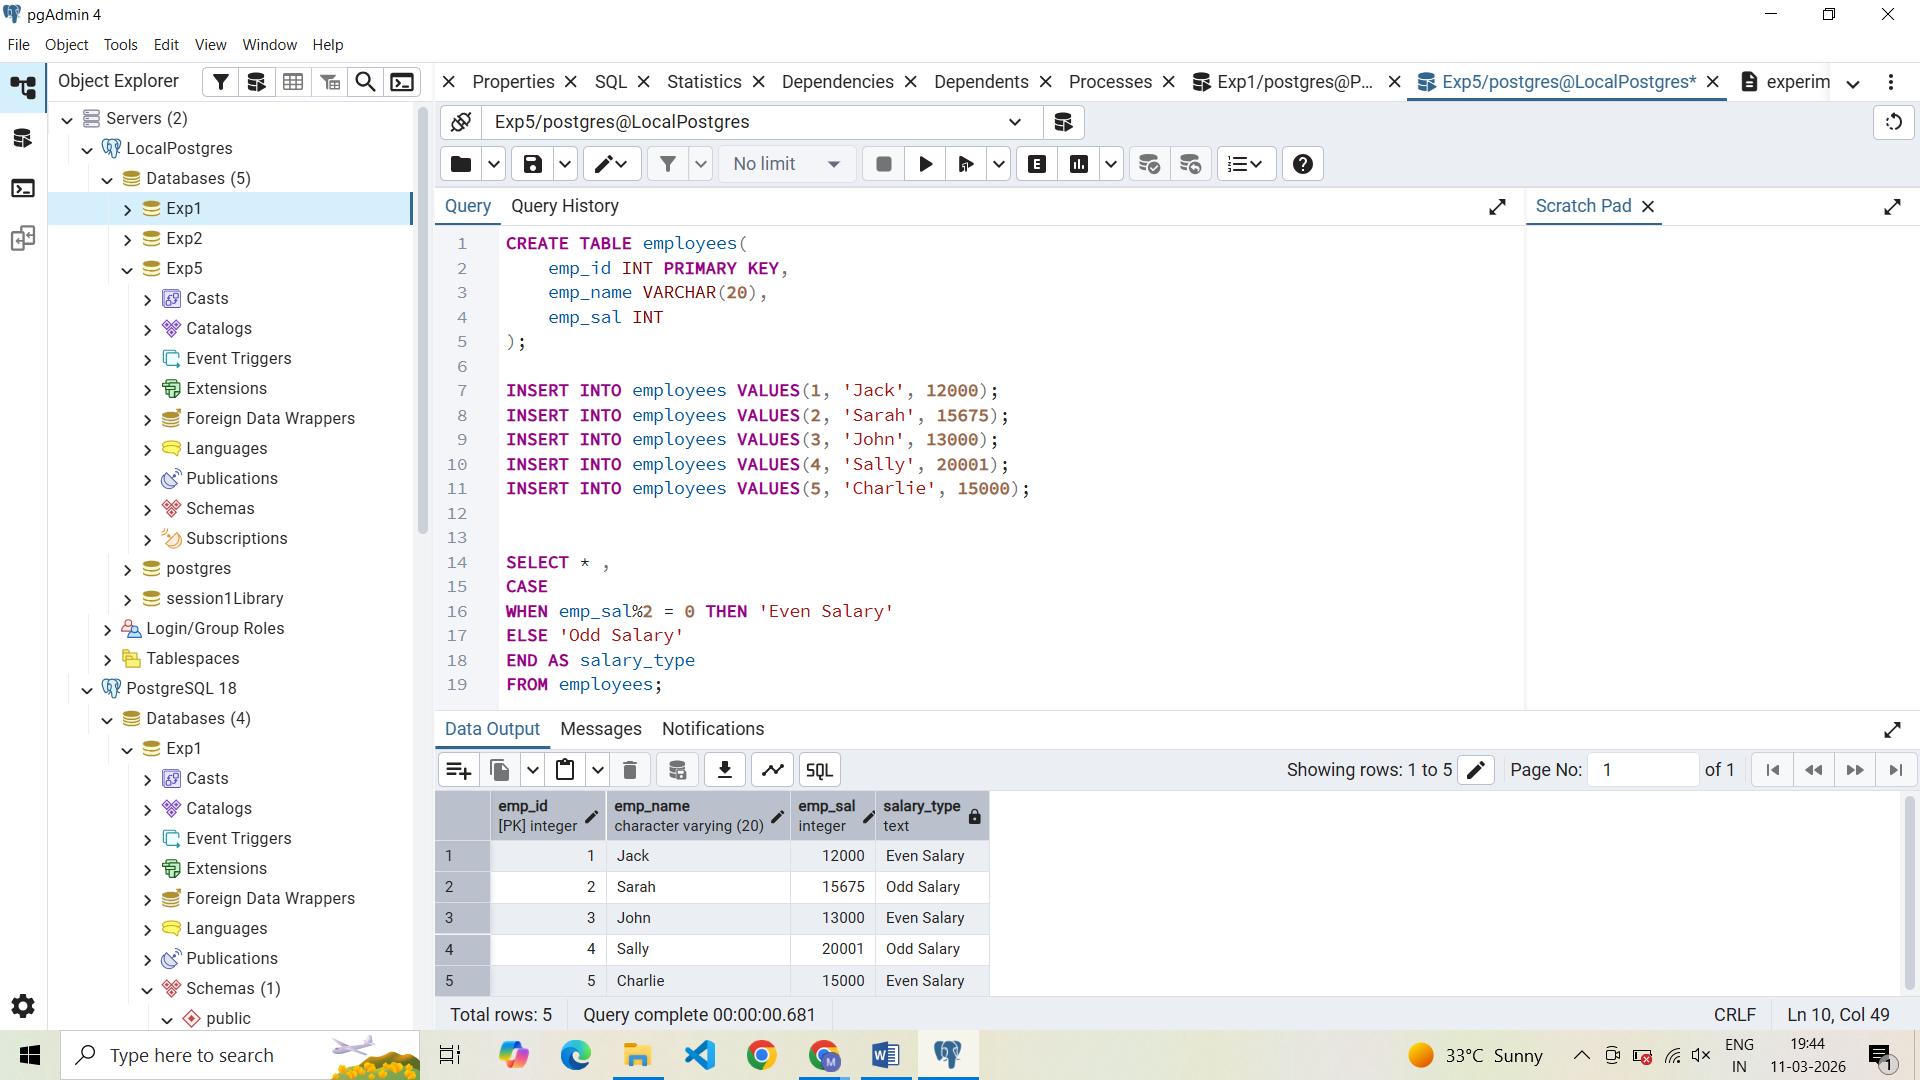 pgAdmin 4
File Object Tools Edit View Window Help
Object Explorer
Properties SQL Statistics Dependencies Dependents Processes Exp1/postgres@P... Exp5/postgres@LocalPostgres* experim
Exp5/postgres@LocalPostgres
No limit
Servers (2)
LocalPostgres
Databases (5)
Exp1
Exp2
Exp5
Casts
Catalogs
Event Triggers
Extensions
Foreign Data Wrappers
Languages
Publications
Schemas
Subscriptions
postgres
session1Library
Login/Group Roles
Tablespaces
PostgreSQL 18
Databases (4)
Exp1
Casts
Catalogs
Event Triggers
Extensions
Foreign Data Wrappers
Languages
Publications
Schemas (1)
public
Query Query History
Scratch Pad
1 CREATE TABLE employees(
2 emp_id INT PRIMARY KEY,
3 emp_name VARCHAR(20),
4 emp_sal INT
5 );
6
7 INSERT INTO employees VALUES(1, 'Jack', 12000);
8 INSERT INTO employees VALUES(2, 'Sarah', 15675);
9 INSERT INTO employees VALUES(3, 'John', 13000);
10 INSERT INTO employees VALUES(4, 'Sally', 20001);
11 INSERT INTO employees VALUES(5, 'Charlie', 15000);
12
13
14 SELECT * ,
15 CASE
16 WHEN emp_sal%2 = 0 THEN 'Even Salary'
17 ELSE 'Odd Salary'
18 END AS salary_type
19 FROM employees;
Data Output Messages Notifications
SQL Showing rows: 1 to 5 Page No: 1 of 1
emp_id emp_name emp_sal salary_type
[PK] integer character varying (20) integer text
1 1 Jack 12000 Even Salary
2 2 Sarah 15675 Odd Salary
3 3 John 13000 Even Salary
4 4 Sally 20001 Odd Salary
5 5 Charlie 15000 Even Salary
Total rows: 5 Query complete 00:00:00.681 CRLF Ln 10, Col 49
Type here to search
33°C Sunny
ENG
IN
19:44
11-03-2026
1